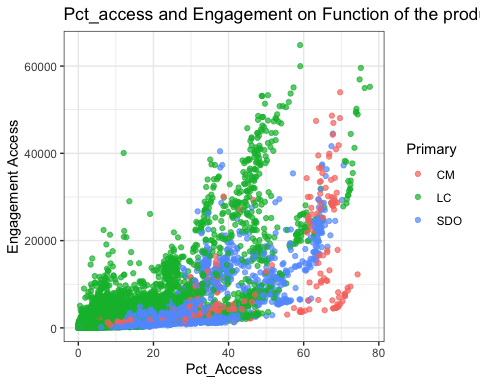 Pct_access and Engagement on Function of the produ
60000
40000
20000
0
Engagement Access
0 20 40 60 80
Pct_Access
Primary
CM
LC
SDO